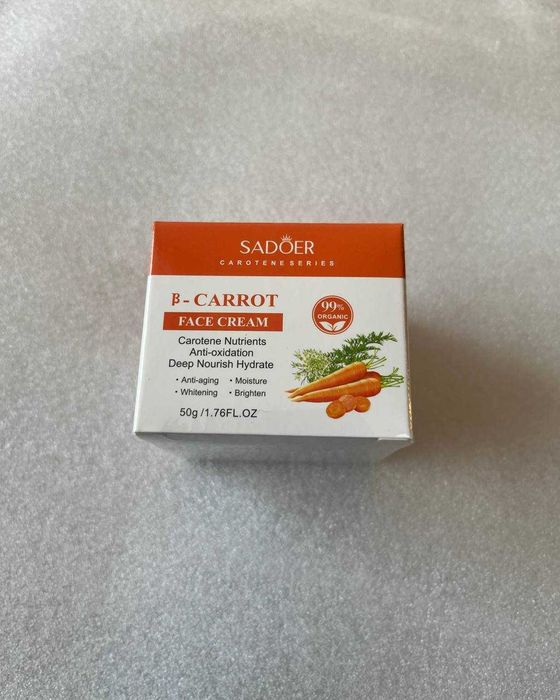 SADOER
CAROTENE SERIES
β - CARROT
FACE CREAM
99%
ORGANIC
Carotene Nutrients
Anti-oxidation
Deep Nourish Hydrate
• Anti-aging • Moisture
• Whitening • Brighten
50g /1.76FL.OZ